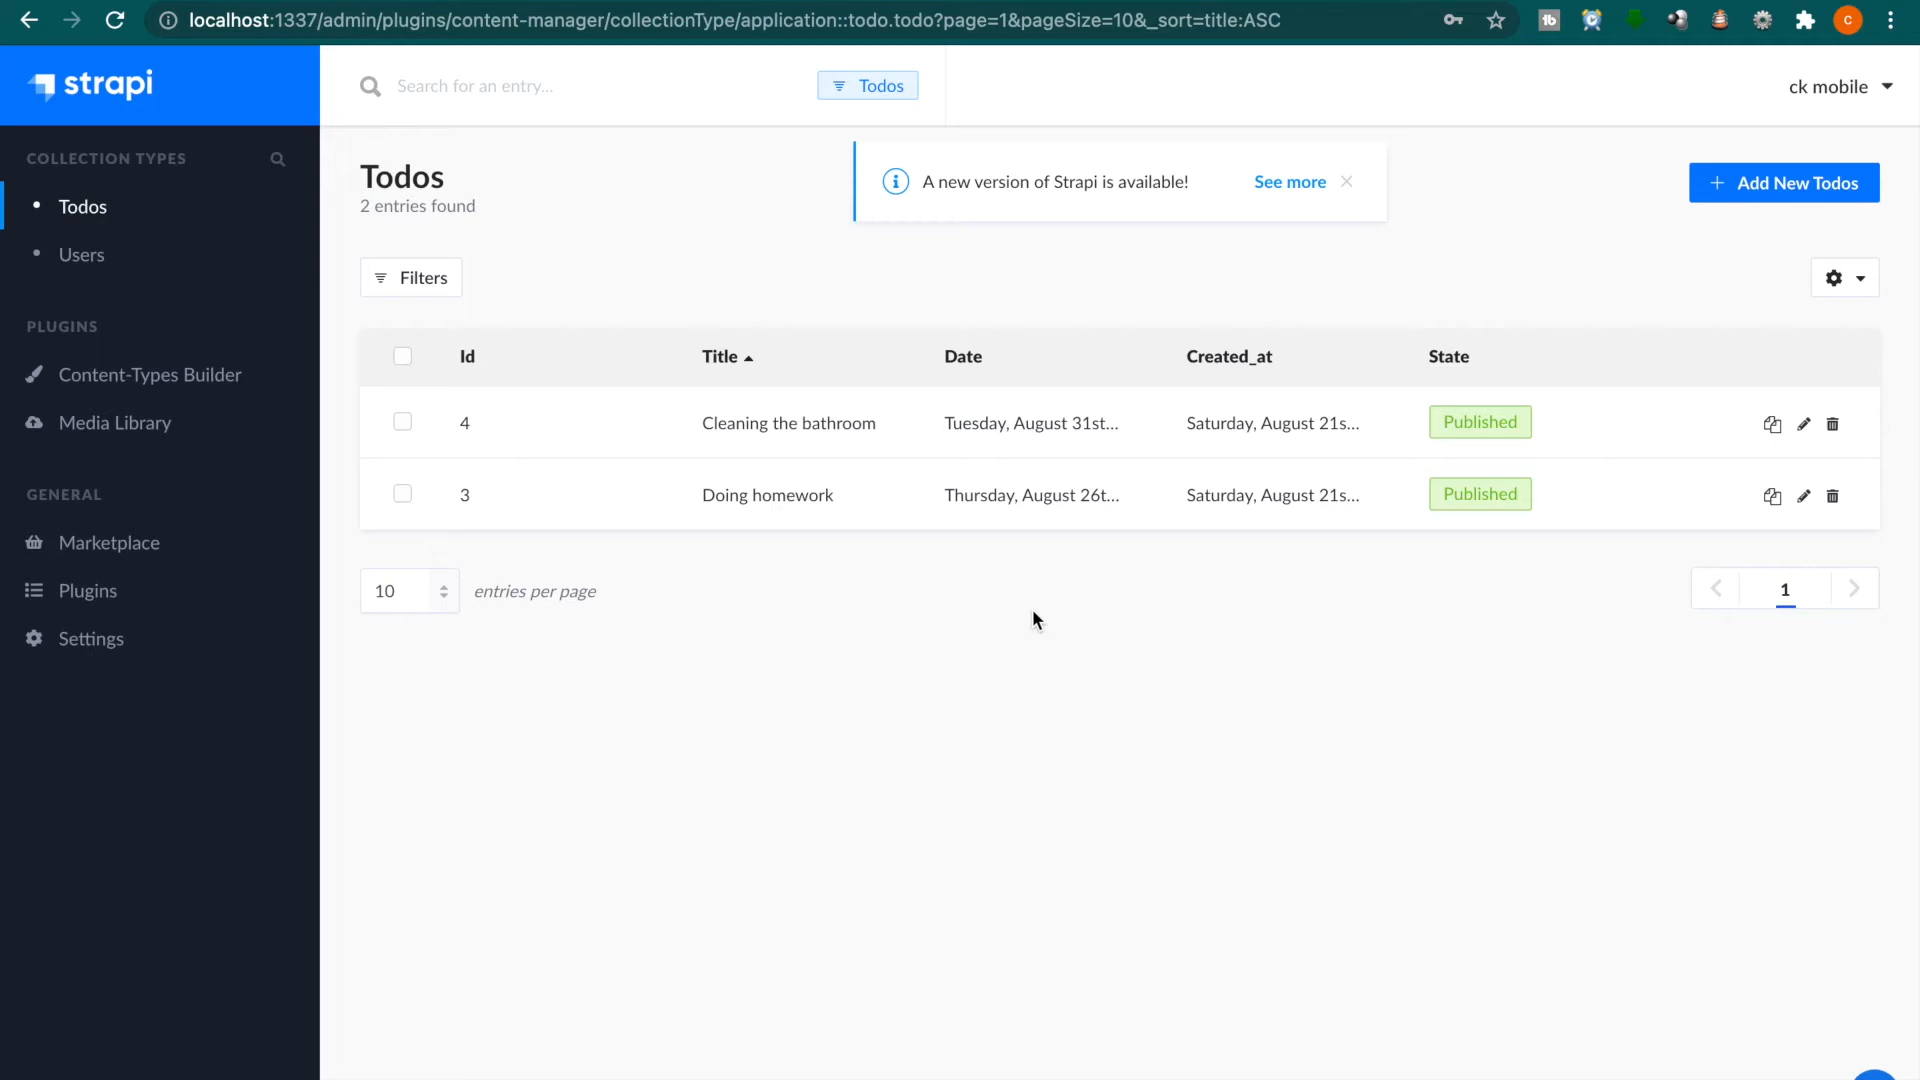 localhost:1337/admin/plugins/content-manager/collectionType/application::todo.todo?page=1&pageSize=10&_sort=title:ASC
tb
C
strapi
Search for an entry...
Todos
ck mobile
COLLECTION TYPES
Todos
Users
PLUGINS
Content-Types Builder
Media Library
GENERAL
Marketplace
Plugins
Settings
Todos
2 entries found
A new version of Strapi is available! See more
Add New Todos
Filters
Id Title Date Created_at State
4 Cleaning the bathroom Tuesday, August 31st... Saturday, August 21s... Published
3 Doing homework Thursday, August 26t... Saturday, August 21s... Published
10 entries per page
1